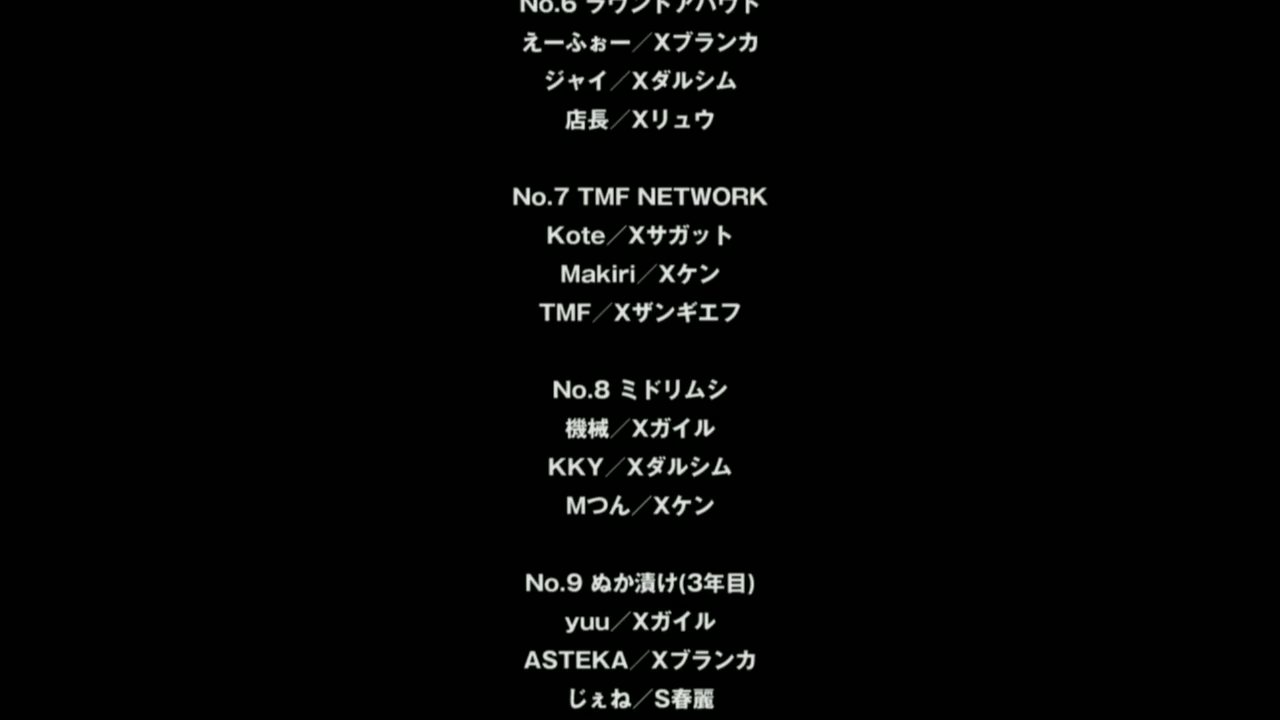 No.6 ラウンドアバウト
えーふぉー／Xブランカ
ジャイ／Xダルシム
店長／Xリュウ
No.7 TMF NETWORK
Kote／Xサガット
Makiri／Xケン
TMF／Xザンギエフ
No.8 ミドリムシ
機械／Xガイル
KKY／Xダルシム
Mつん／Xケン
No.9 ぬか漬け(3年目)
yuu／Xガイル
ASTEKA／Xブランカ
じぇね／S春麗